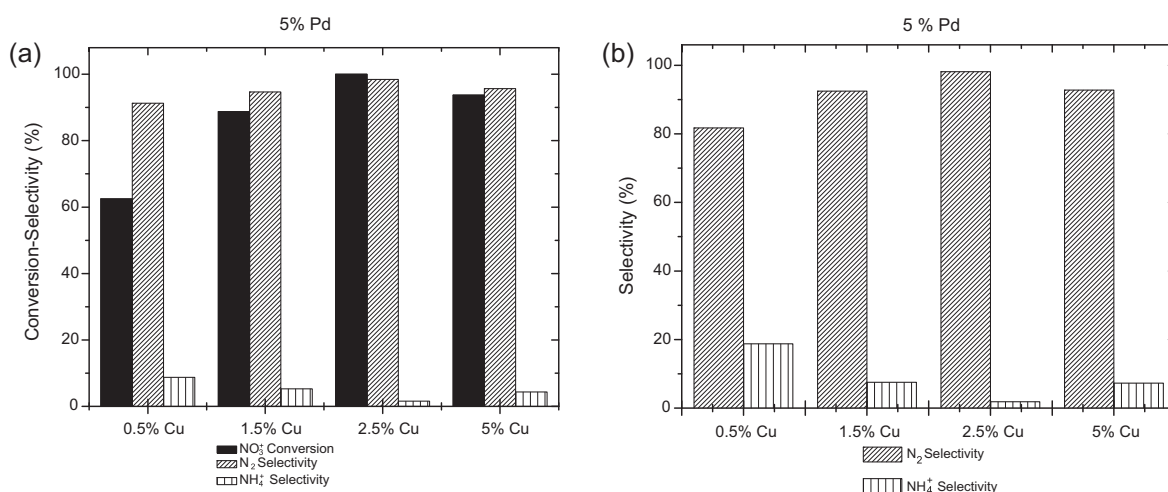 5% Pd
(a)
Conversion-Selectivity (%)
100
80
60
40
20
0
0.5% Cu 1.5% Cu 2.5% Cu 5% Cu
NO₃⁺ Conversion
N₂ Selectivity
NH₄⁺ Selectivity
5 % Pd
(b)
Selectivity (%)
100
80
60
40
20
0
0.5% Cu 1.5% Cu 2.5% Cu 5% Cu
N₂ Selectivity
NH₄⁺ Selectivity